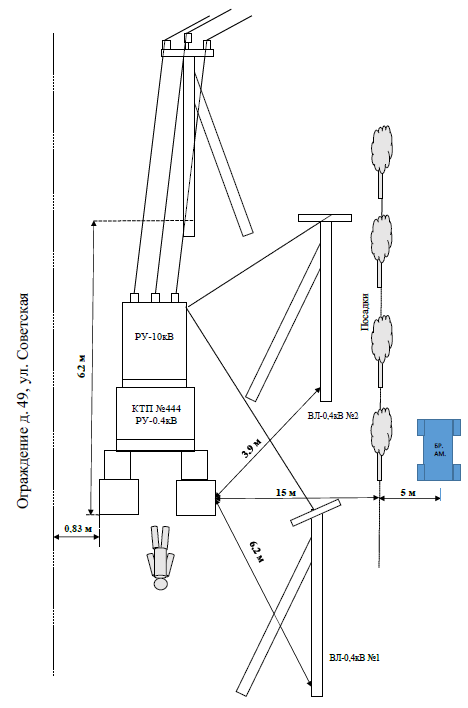 Ограждение д. 49, ул. Советская
6.2 м
РУ-10кВ
КТП №444
РУ-0.4кВ
Посадки
ВЛ-0,4кВ №2
3,9 м
БР.
АМ.
15 м
5 м
0,83 м
6,2 м
ВЛ-0,4кВ №1